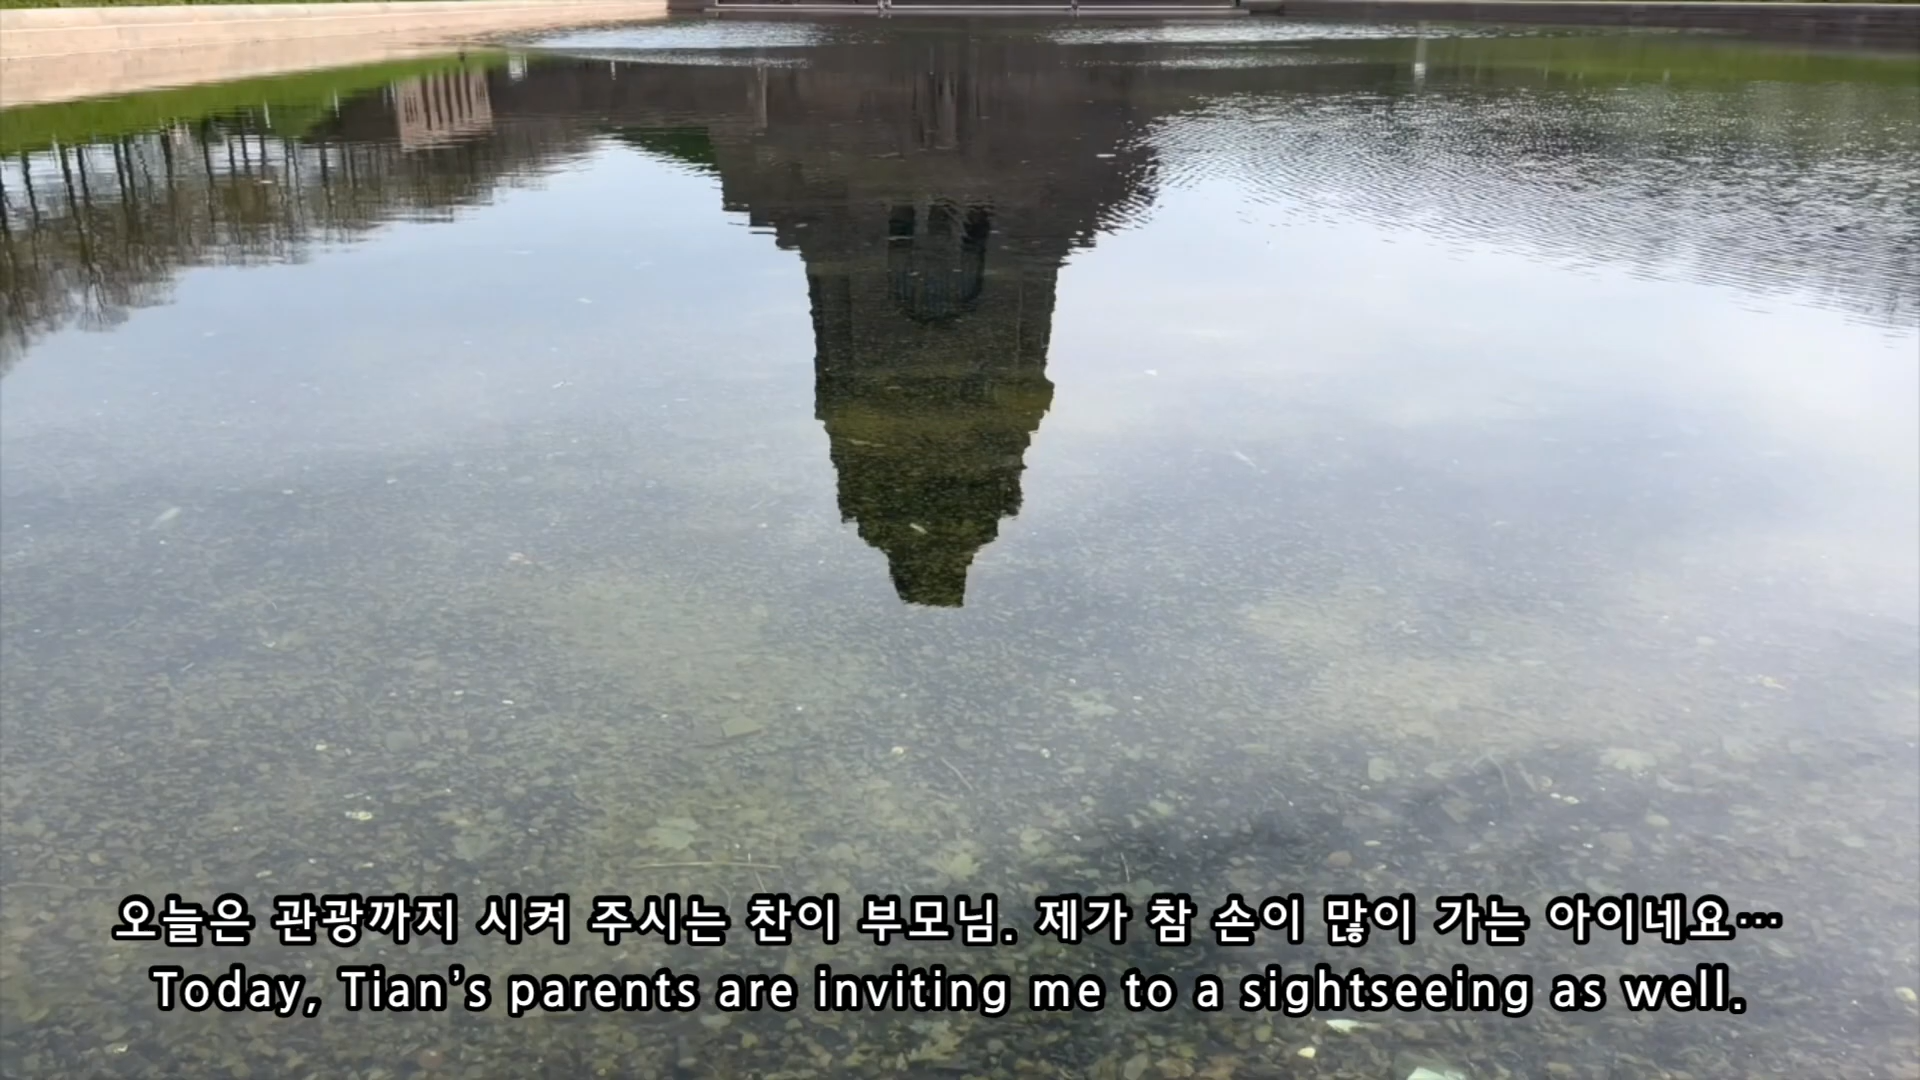 오늘은 관광까지 시켜 주시는 찬이 부모님. 제가 참 손이 많이 가는 아이네요…
Today, Tian's parents are inviting me to a sightseeing as well.